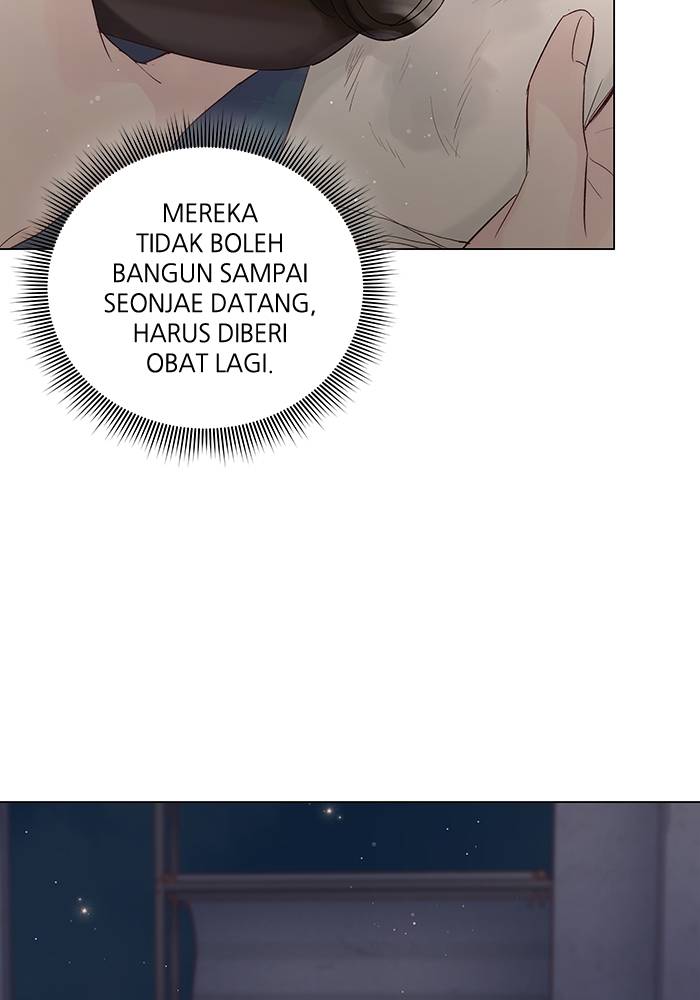 MEREKA
TIDAK BOLEH
BANGUN SAMPAI
SEONJAE DATANG,
HARUS DIBERI
OBAT LAGI.